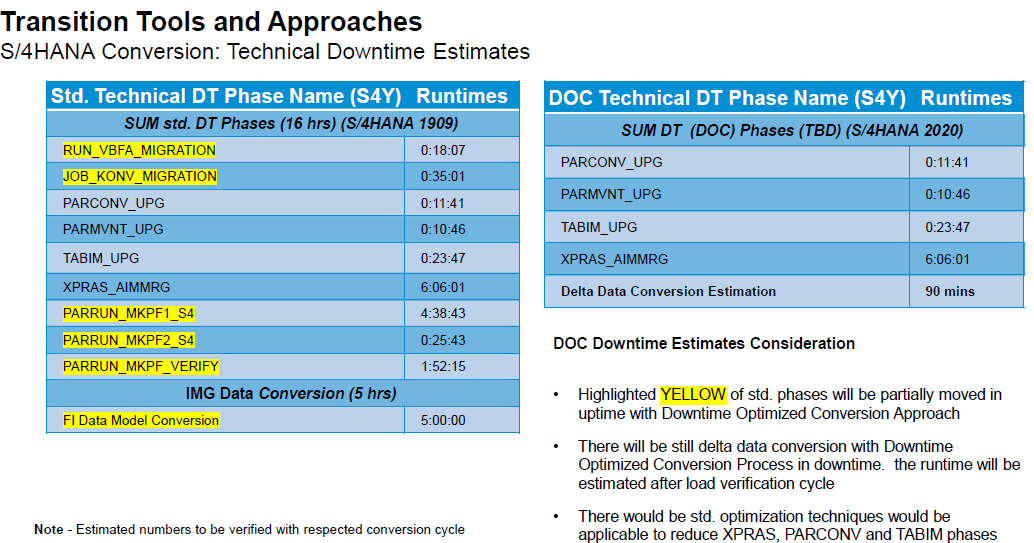 Transition Tools and Approaches
S/4HANA Conversion: Technical Downtime Estimates
Std. Technical DT Phase Name (S4Y) Runtimes
SUM std. DT Phases (16 hrs) (S/4HANA 1909)
RUN_VBFA_MIGRATION 0:18:07
JOB_KONV_MIGRATION 0:35:01
PARCONV_UPG 0:11:41
PARMVNT_UPG 0:10:46
TABIM_UPG 0:23:47
XPRAS_AIMMRG 6:06:01
PARRUN_MKPF1_S4 4:38:43
PARRUN_MKPF2_S4 0:25:43
PARRUN_MKPF_VERIFY 1:52:15
IMG Data Conversion (5 hrs)
FI Data Model Conversion 5:00:00
Note - Estimated numbers to be verified with respected conversion cycle
DOC Technical DT Phase Name (S4Y) Runtimes
SUM DT (DOC) Phases (TBD) (S/4HANA 2020)
PARCONV_UPG 0:11:41
PARMVNT_UPG 0:10:46
TABIM_UPG 0:23:47
XPRAS_AIMMRG 6:06:01
Delta Data Conversion Estimation 90 mins
DOC Downtime Estimates Consideration
• Highlighted YELLOW of std. phases will be partially moved in
uptime with Downtime Optimized Conversion Approach
• There will be still delta data conversion with Downtime
Optimized Conversion Process in downtime. the runtime will be
estimated after load verification cycle
• There would be std. optimization techniques would be
applicable to reduce XPRAS, PARCONV and TABIM phases